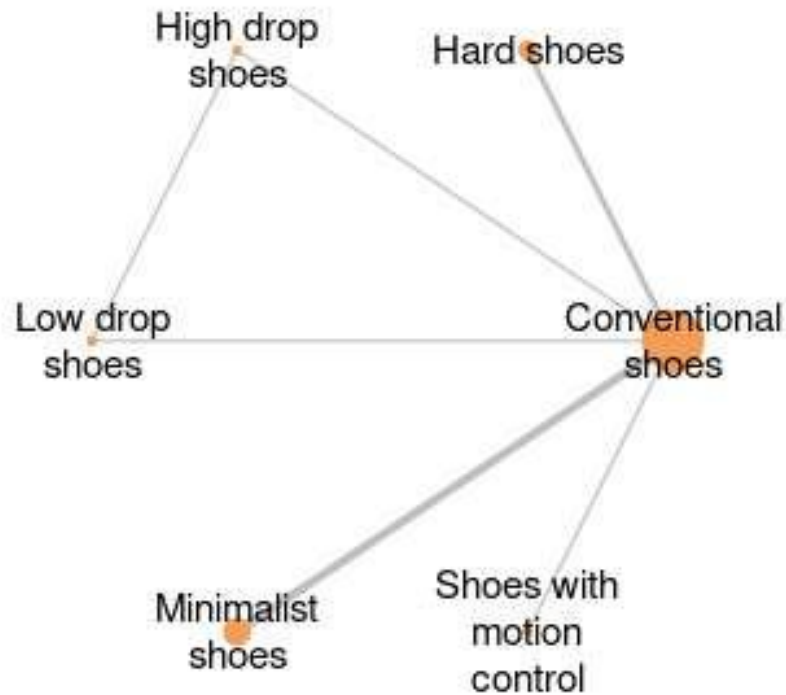 High drop
shoes
Hard shoes
Low drop
shoes
Conventional
shoes
Minimalist
shoes
Shoes with
motion
control